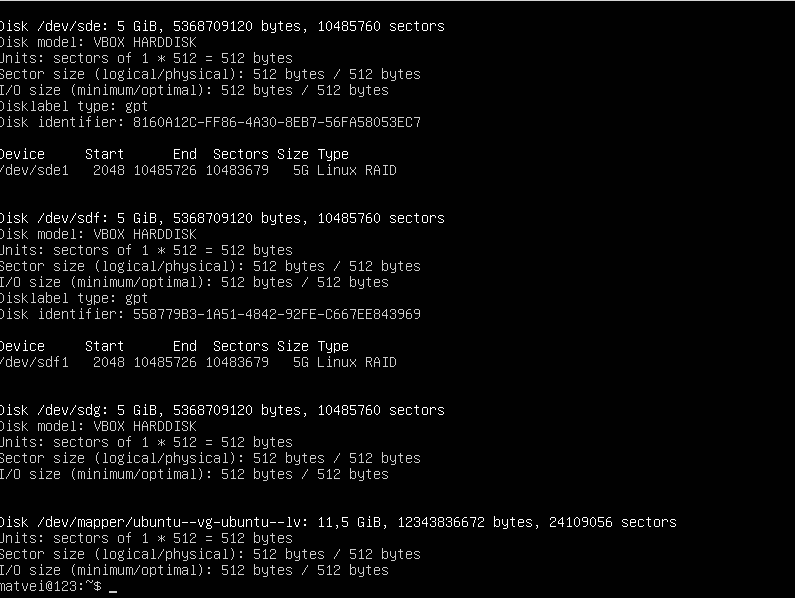 Disk /dev/sde: 5 GiB, 5368709120 bytes, 10485760 sectors
Disk model: VBOX HARDDISK
Units: sectors of 1 * 512 = 512 bytes
Sector size (logical/physical): 512 bytes / 512 bytes
I/O size (minimum/optimal): 512 bytes / 512 bytes
Disklabel type: gpt
Disk identifier: 8160A12C-FF86-4A30-8EB7-56FA58053EC7
Device     Start      End  Sectors Size Type
/dev/sde1   2048 10485726 10483679   5G Linux RAID
Disk /dev/sdf: 5 GiB, 5368709120 bytes, 10485760 sectors
Disk model: VBOX HARDDISK
Units: sectors of 1 * 512 = 512 bytes
Sector size (logical/physical): 512 bytes / 512 bytes
I/O size (minimum/optimal): 512 bytes / 512 bytes
Disklabel type: gpt
Disk identifier: 558779B3-1A51-4842-92FE-C667EE843969
Device     Start      End  Sectors Size Type
/dev/sdf1   2048 10485726 10483679   5G Linux RAID
Disk /dev/sdg: 5 GiB, 5368709120 bytes, 10485760 sectors
Disk model: VBOX HARDDISK
Units: sectors of 1 * 512 = 512 bytes
Sector size (logical/physical): 512 bytes / 512 bytes
I/O size (minimum/optimal): 512 bytes / 512 bytes
Disk /dev/mapper/ubuntu--vg-ubuntu--lv: 11,5 GiB, 12343836672 bytes, 24109056 sectors
Units: sectors of 1 * 512 = 512 bytes
Sector size (logical/physical): 512 bytes / 512 bytes
I/O size (minimum/optimal): 512 bytes / 512 bytes
matvei@123:~$ _